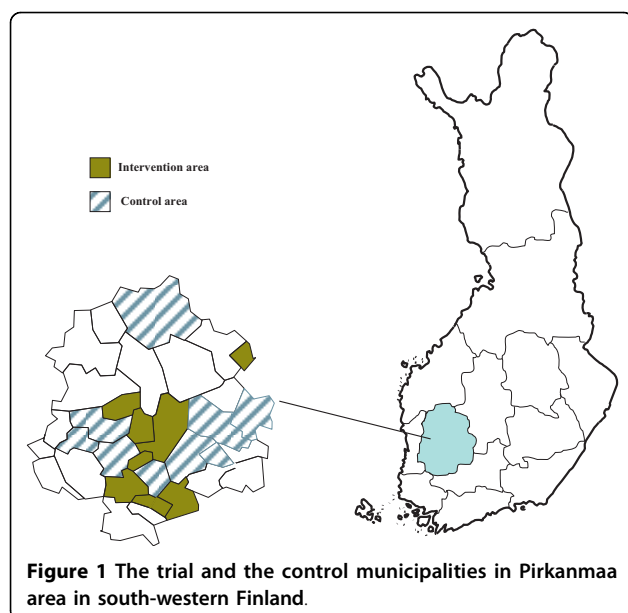 Intervention area
Control area
Figure 1 The trial and the control municipalities in Pirkanmaa
area in south-western Finland.